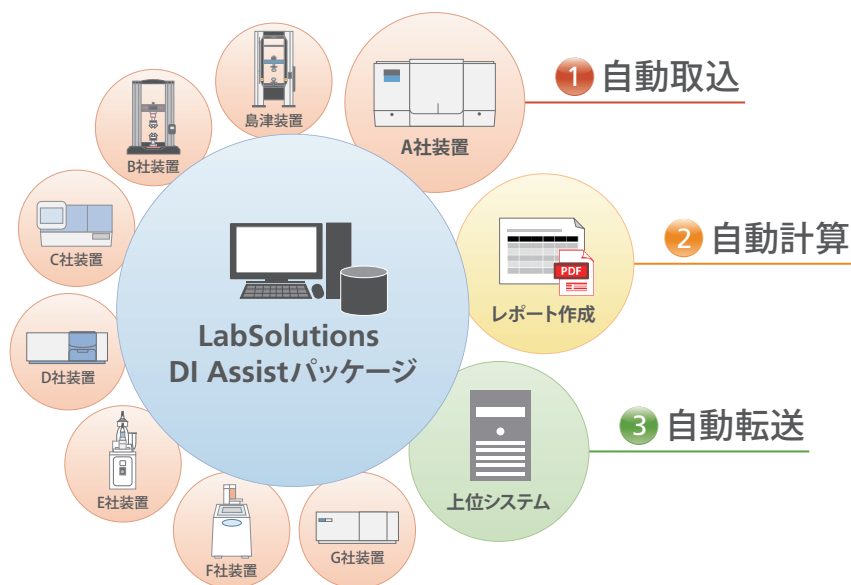 島津装置
A社装置
1 自動取込
B社装置
C社装置
D社装置
E社装置
F社装置
G社装置
LabSolutions
DI Assistパッケージ
PDF
レポート作成
2 自動計算
上位システム
3 自動転送